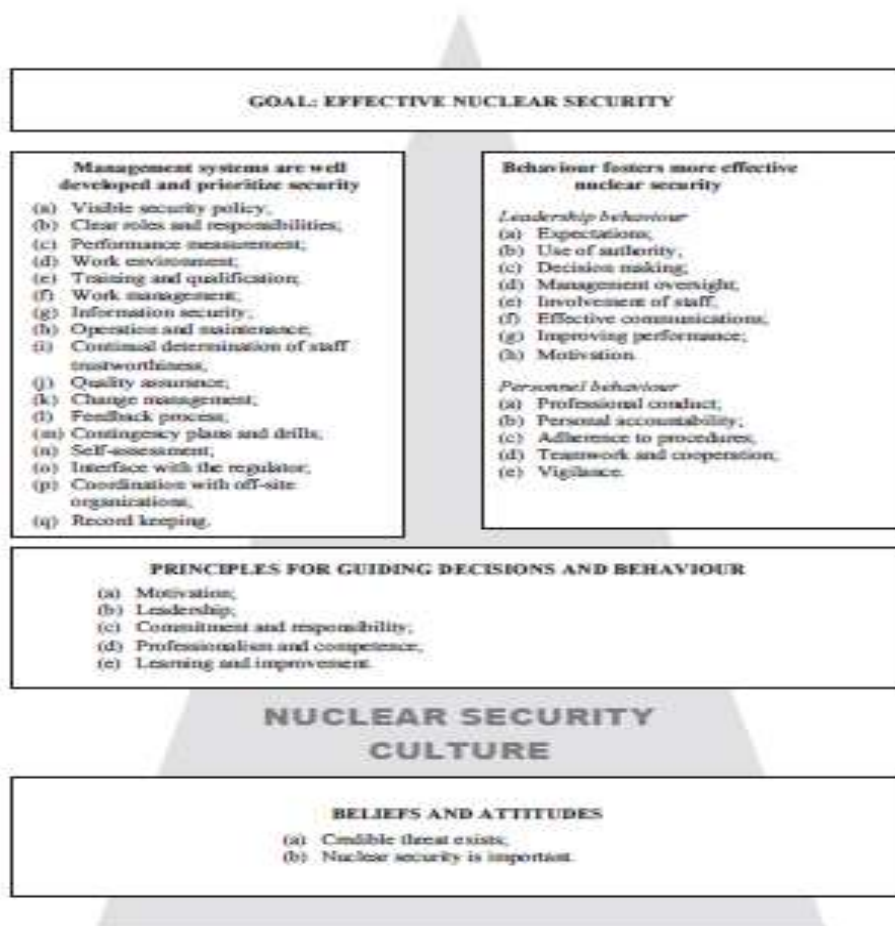 GOAL: EFFECTIVE NUCLEAR SECURITY
Management systems are well
developed and prioritize security
(a) Visible security policy;
(b) Clear roles and responsibilities;
(c) Performance measurement;
(d) Work environment;
(e) Training and qualification;
(f) Work management;
(g) Information security;
(h) Operation and maintenance;
(i) Continual determination of staff
trustworthiness;
(j) Quality assurance;
(k) Change management;
(l) Feedback process;
(m) Contingency plans and drills;
(n) Self-assessment;
(o) Interface with the regulator;
(p) Coordination with off-site
organizations;
(q) Record keeping.
Behaviour fosters more effective
nuclear security
Leadership behaviour
(a) Expectations;
(b) Use of authority;
(c) Decision making;
(d) Management oversight;
(e) Involvement of staff;
(f) Effective communications;
(g) Improving performance;
(h) Motivation.
Personnel behaviour
(a) Professional conduct;
(b) Personal accountability;
(c) Adherence to procedures;
(d) Teamwork and cooperation;
(e) Vigilance.
PRINCIPLES FOR GUIDING DECISIONS AND BEHAVIOUR
(a) Motivation;
(b) Leadership;
(c) Commitment and responsibility;
(d) Professionalism and competence;
(e) Learning and improvement.
NUCLEAR SECURITY
CULTURE
BELIEFS AND ATTITUDES
(a) Credible threat exists;
(b) Nuclear security is important.